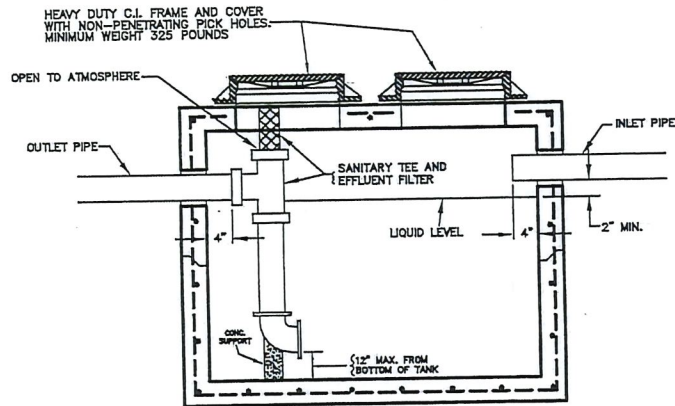 HEAVY DUTY C.I. FRAME AND COVER
WITH NON-PENETRATING PICK HOLES.
MINIMUM WEIGHT 325 POUNDS
OPEN TO ATMOSPHERE
OUTLET PIPE
INLET PIPE
SANITARY TEE AND
EFFLUENT FILTER
4"
LIQUID LEVEL
4"
2" MIN.
CONC.
SUPPORT
12" MAX. FROM
BOTTOM OF TANK